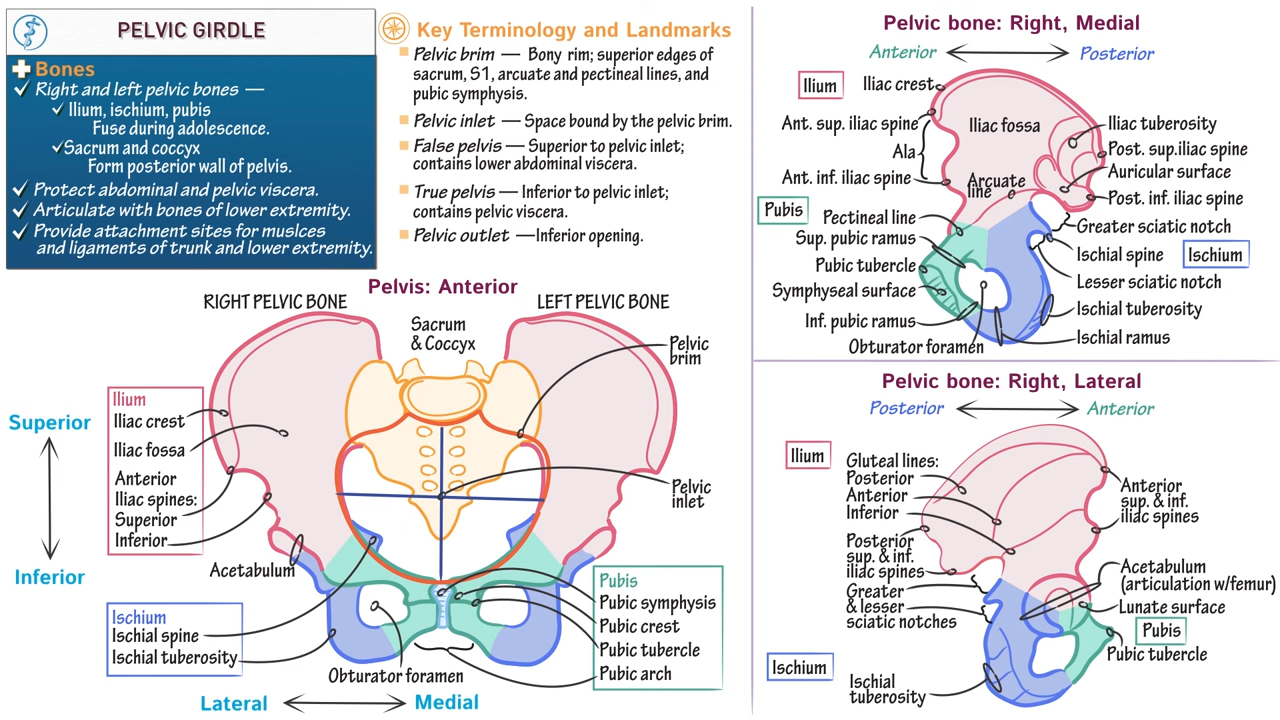 PELVIC GIRDLE
Bones
Right and left pelvic bones —
Ilium, ischium, pubis
Fuse during adolescence.
Sacrum and coccyx
Form posterior wall of pelvis.
Protect abdominal and pelvic viscera.
Articulate with bones of lower extremity.
Provide attachment sites for muslces
and ligaments of trunk and lower extremity.
Key Terminology and Landmarks
Pelvic brim — Bony rim; superior edges of
sacrum, S1, arcuate and pectineal lines, and
pubic symphysis.
Pelvic inlet — Space bound by the pelvic brim.
False pelvis — Superior to pelvic inlet;
contains lower abdominal viscera.
True pelvis — Inferior to pelvic inlet;
contains pelvic viscera.
Pelvic outlet — Inferior opening.
Pelvis: Anterior
RIGHT PELVIC BONE
LEFT PELVIC BONE
Sacrum
& Coccyx
Pelvic
brim
Pelvic
inlet
Superior
Inferior
Ilium
Iliac crest
Iliac fossa
Anterior
Iliac spines:
Superior
Inferior
Acetabulum
Ischium
Ischial spine
Ischial tuberosity
Obturator foramen
Pubis
Pubic symphysis
Pubic crest
Pubic tubercle
Pubic arch
Lateral
Medial
Pelvic bone: Right, Medial
Anterior
Posterior
Ilium
Iliac crest
Ant. sup. iliac spine
Ala
Ant. inf. iliac spine
Iliac fossa
Arcuate
line
Iliac tuberosity
Post. sup. iliac spine
Auricular surface
Post. inf. iliac spine
Greater sciatic notch
Ischial spine
Ischium
Lesser sciatic notch
Ischial tuberosity
Ischial ramus
Pubis
Pectineal line
Sup. pubic ramus
Pubic tubercle
Symphyseal surface
Inf. pubic ramus
Obturator foramen
Pelvic bone: Right, Lateral
Posterior
Anterior
Ilium
Gluteal lines:
Posterior
Anterior
Inferior
Posterior
sup. & inf.
iliac spines
Greater
& lesser
sciatic notches
Ischium
Ischial
tuberosity
Anterior
sup. & inf.
iliac spines
Acetabulum
(articulation w/femur)
Lunate surface
Pubis
Pubic tubercle